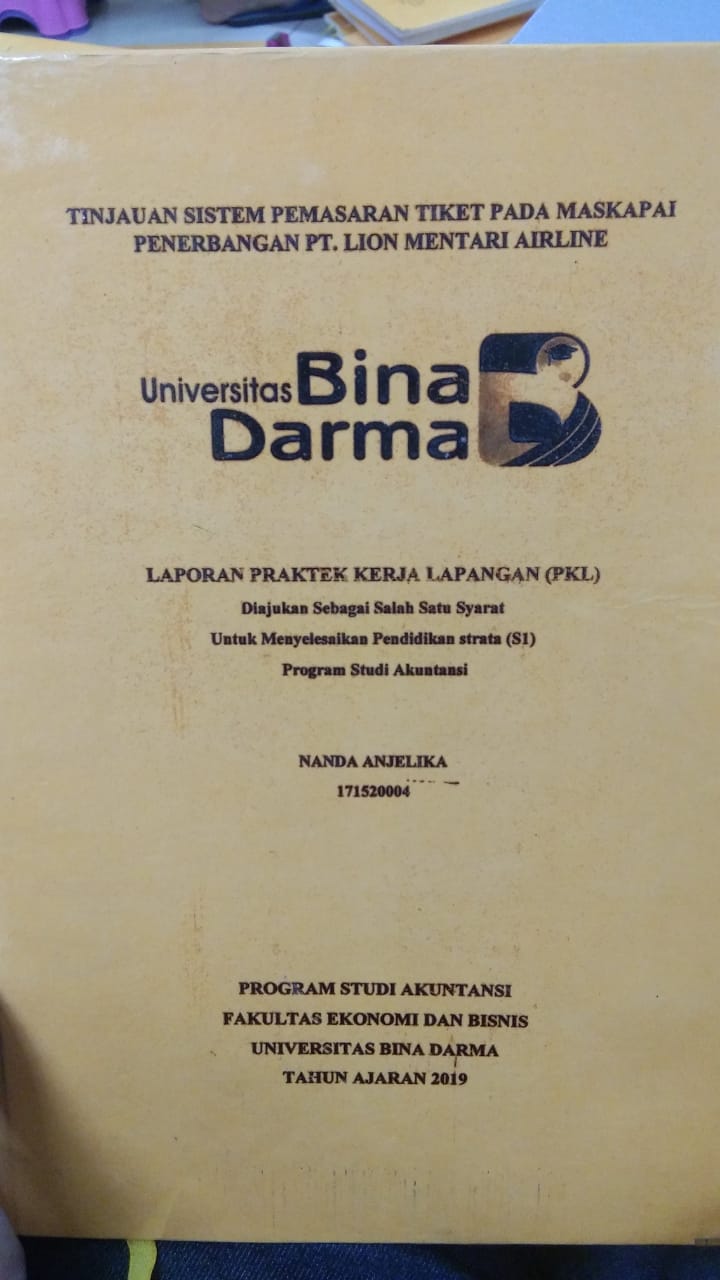 TINJAUAN SISTEM PEMASARAN TIKET PADA MASKAPAI
PENERBANGAN PT. LION MENTARI AIRLINE
Universitas Bina
Darma
LAPORAN PRAKTEK KERJA LAPANGAN (PKL)
Diajukan Sebagai Salah Satu Syarat
Untuk Menyelesaikan Pendidikan strata (S1)
Program Studi Akuntansi
NANDA ANJELIKA
171520004
PROGRAM STUDI AKUNTANSI
FAKULTAS EKONOMI DAN BISNIS
UNIVERSITAS BINA DARMA
TAHUN AJARAN 2019